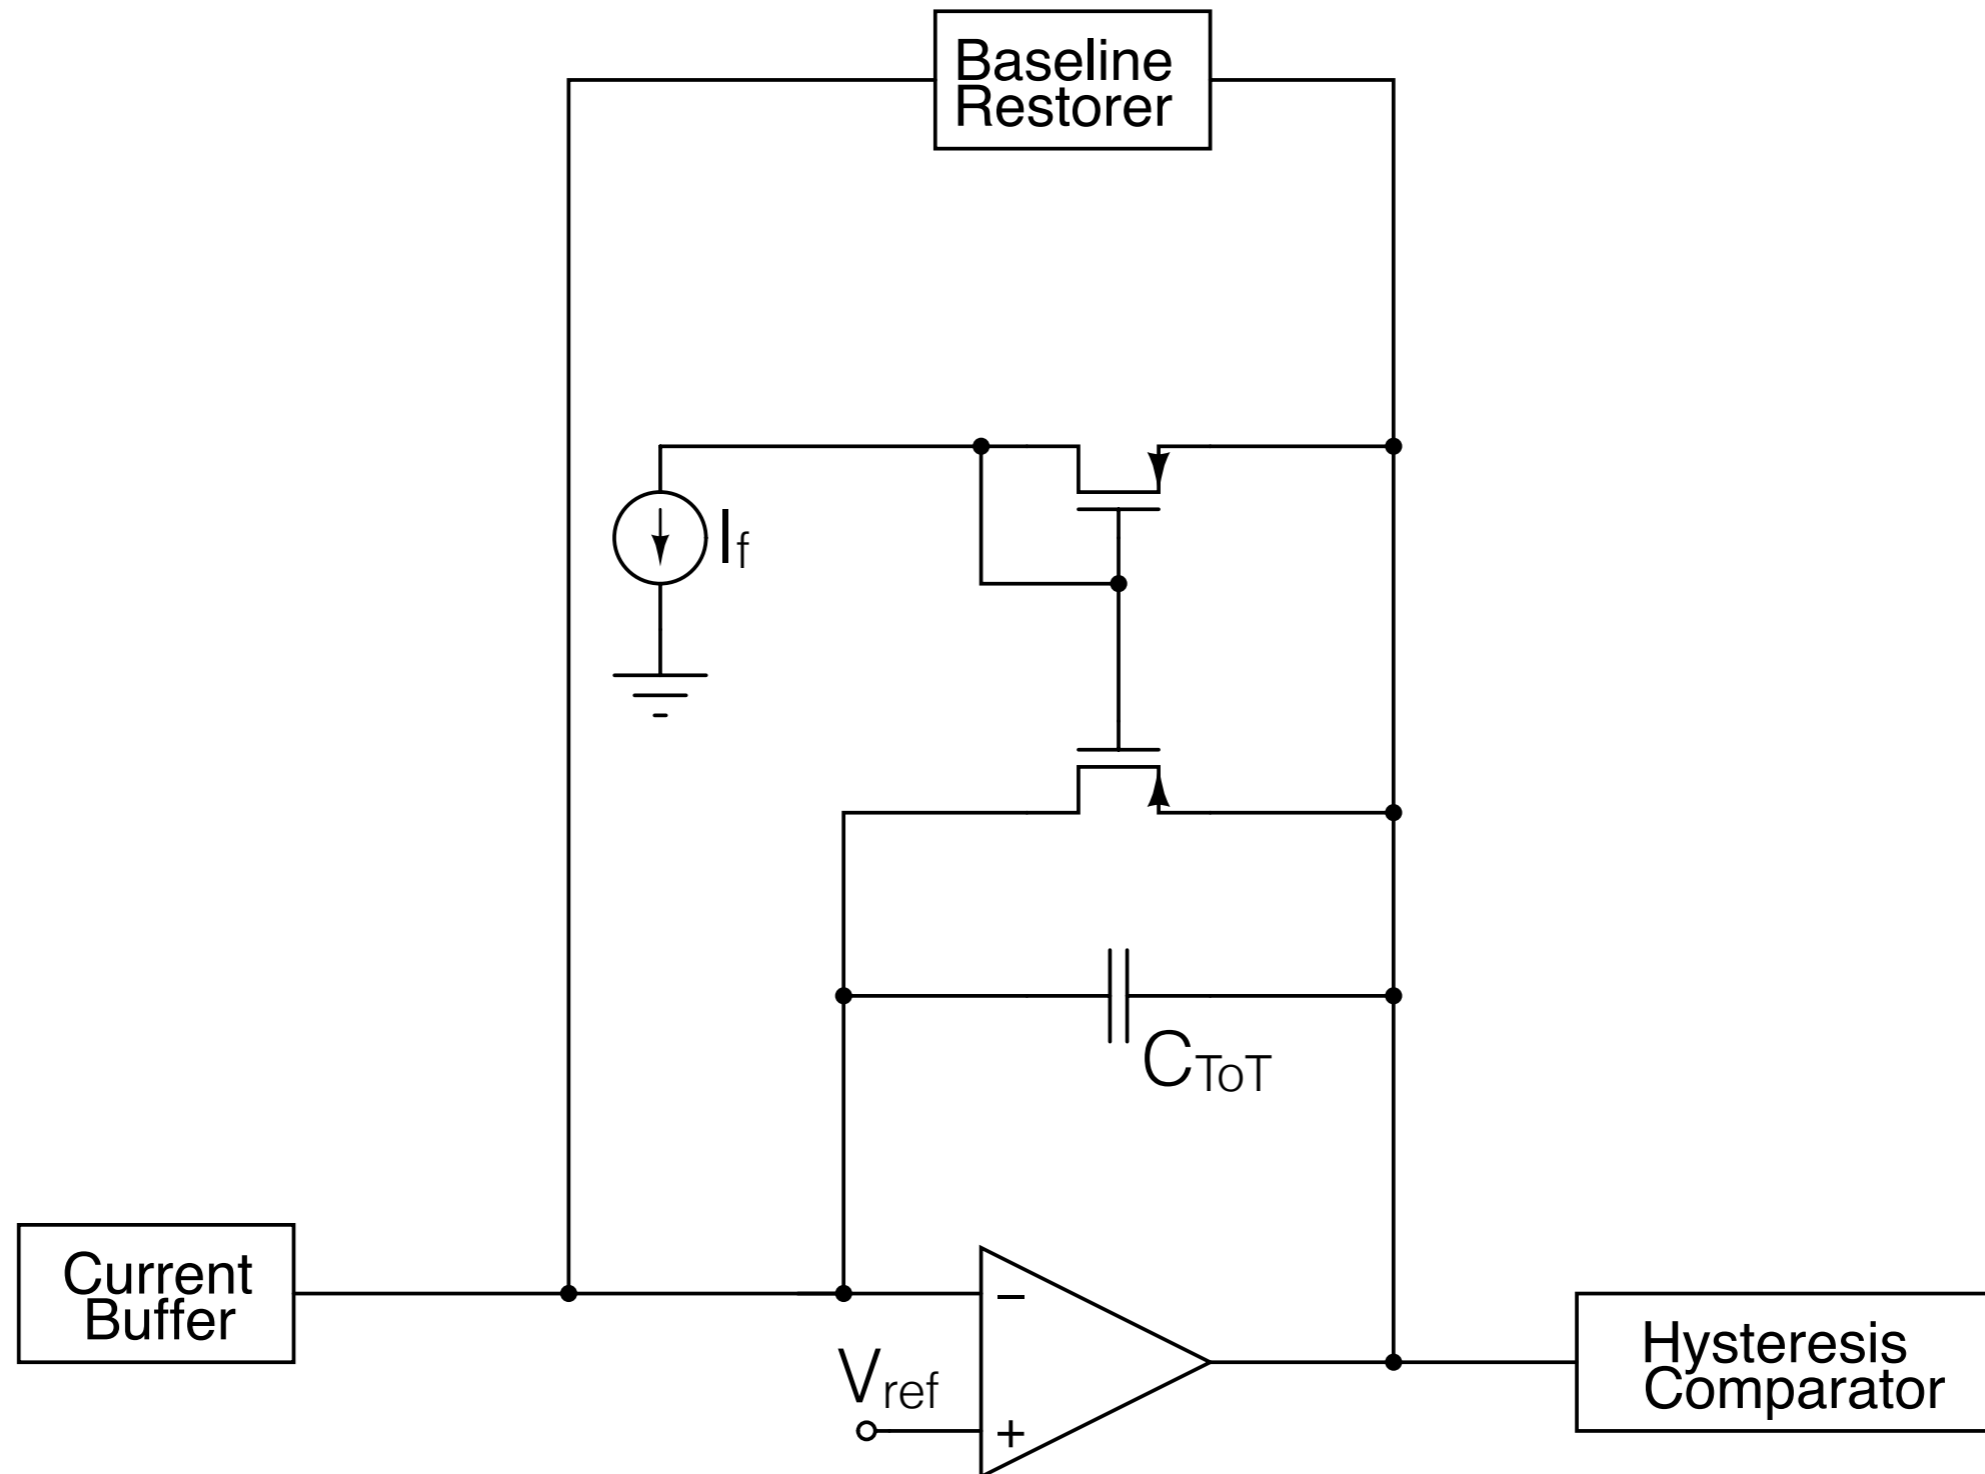 Baseline
Restorer
If
CToT
Current
Buffer
−
Vref
+
Hysteresis
Comparator